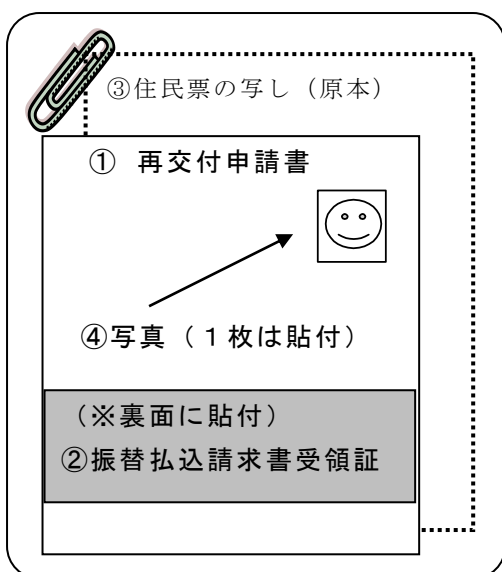 ③住民票の写し（原本）
① 再交付申請書
④写真（１枚は貼付）
（※裏面に貼付）
②振替払込請求書受領証